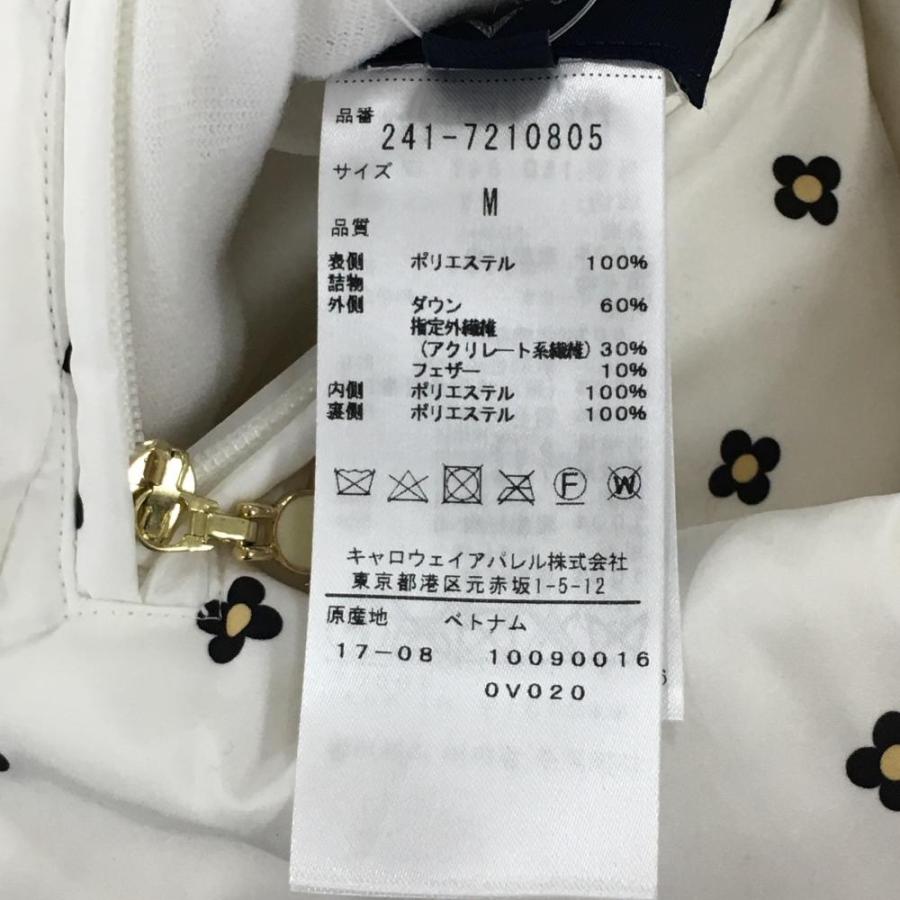 品番
241-7210805
サイズ
M
品質
表側 ポリエステル 100%
詰物
外側 ダウン 60%
指定外繊維
(アクリレート系繊維) 30%
フェザー 10%
内側 ポリエステル 100%
裏側 ポリエステル 100%
F W
キャロウェイアパレル株式会社
東京都港区元赤坂1-5-12
原産地 ベトナム
17-08 10090016
0V020